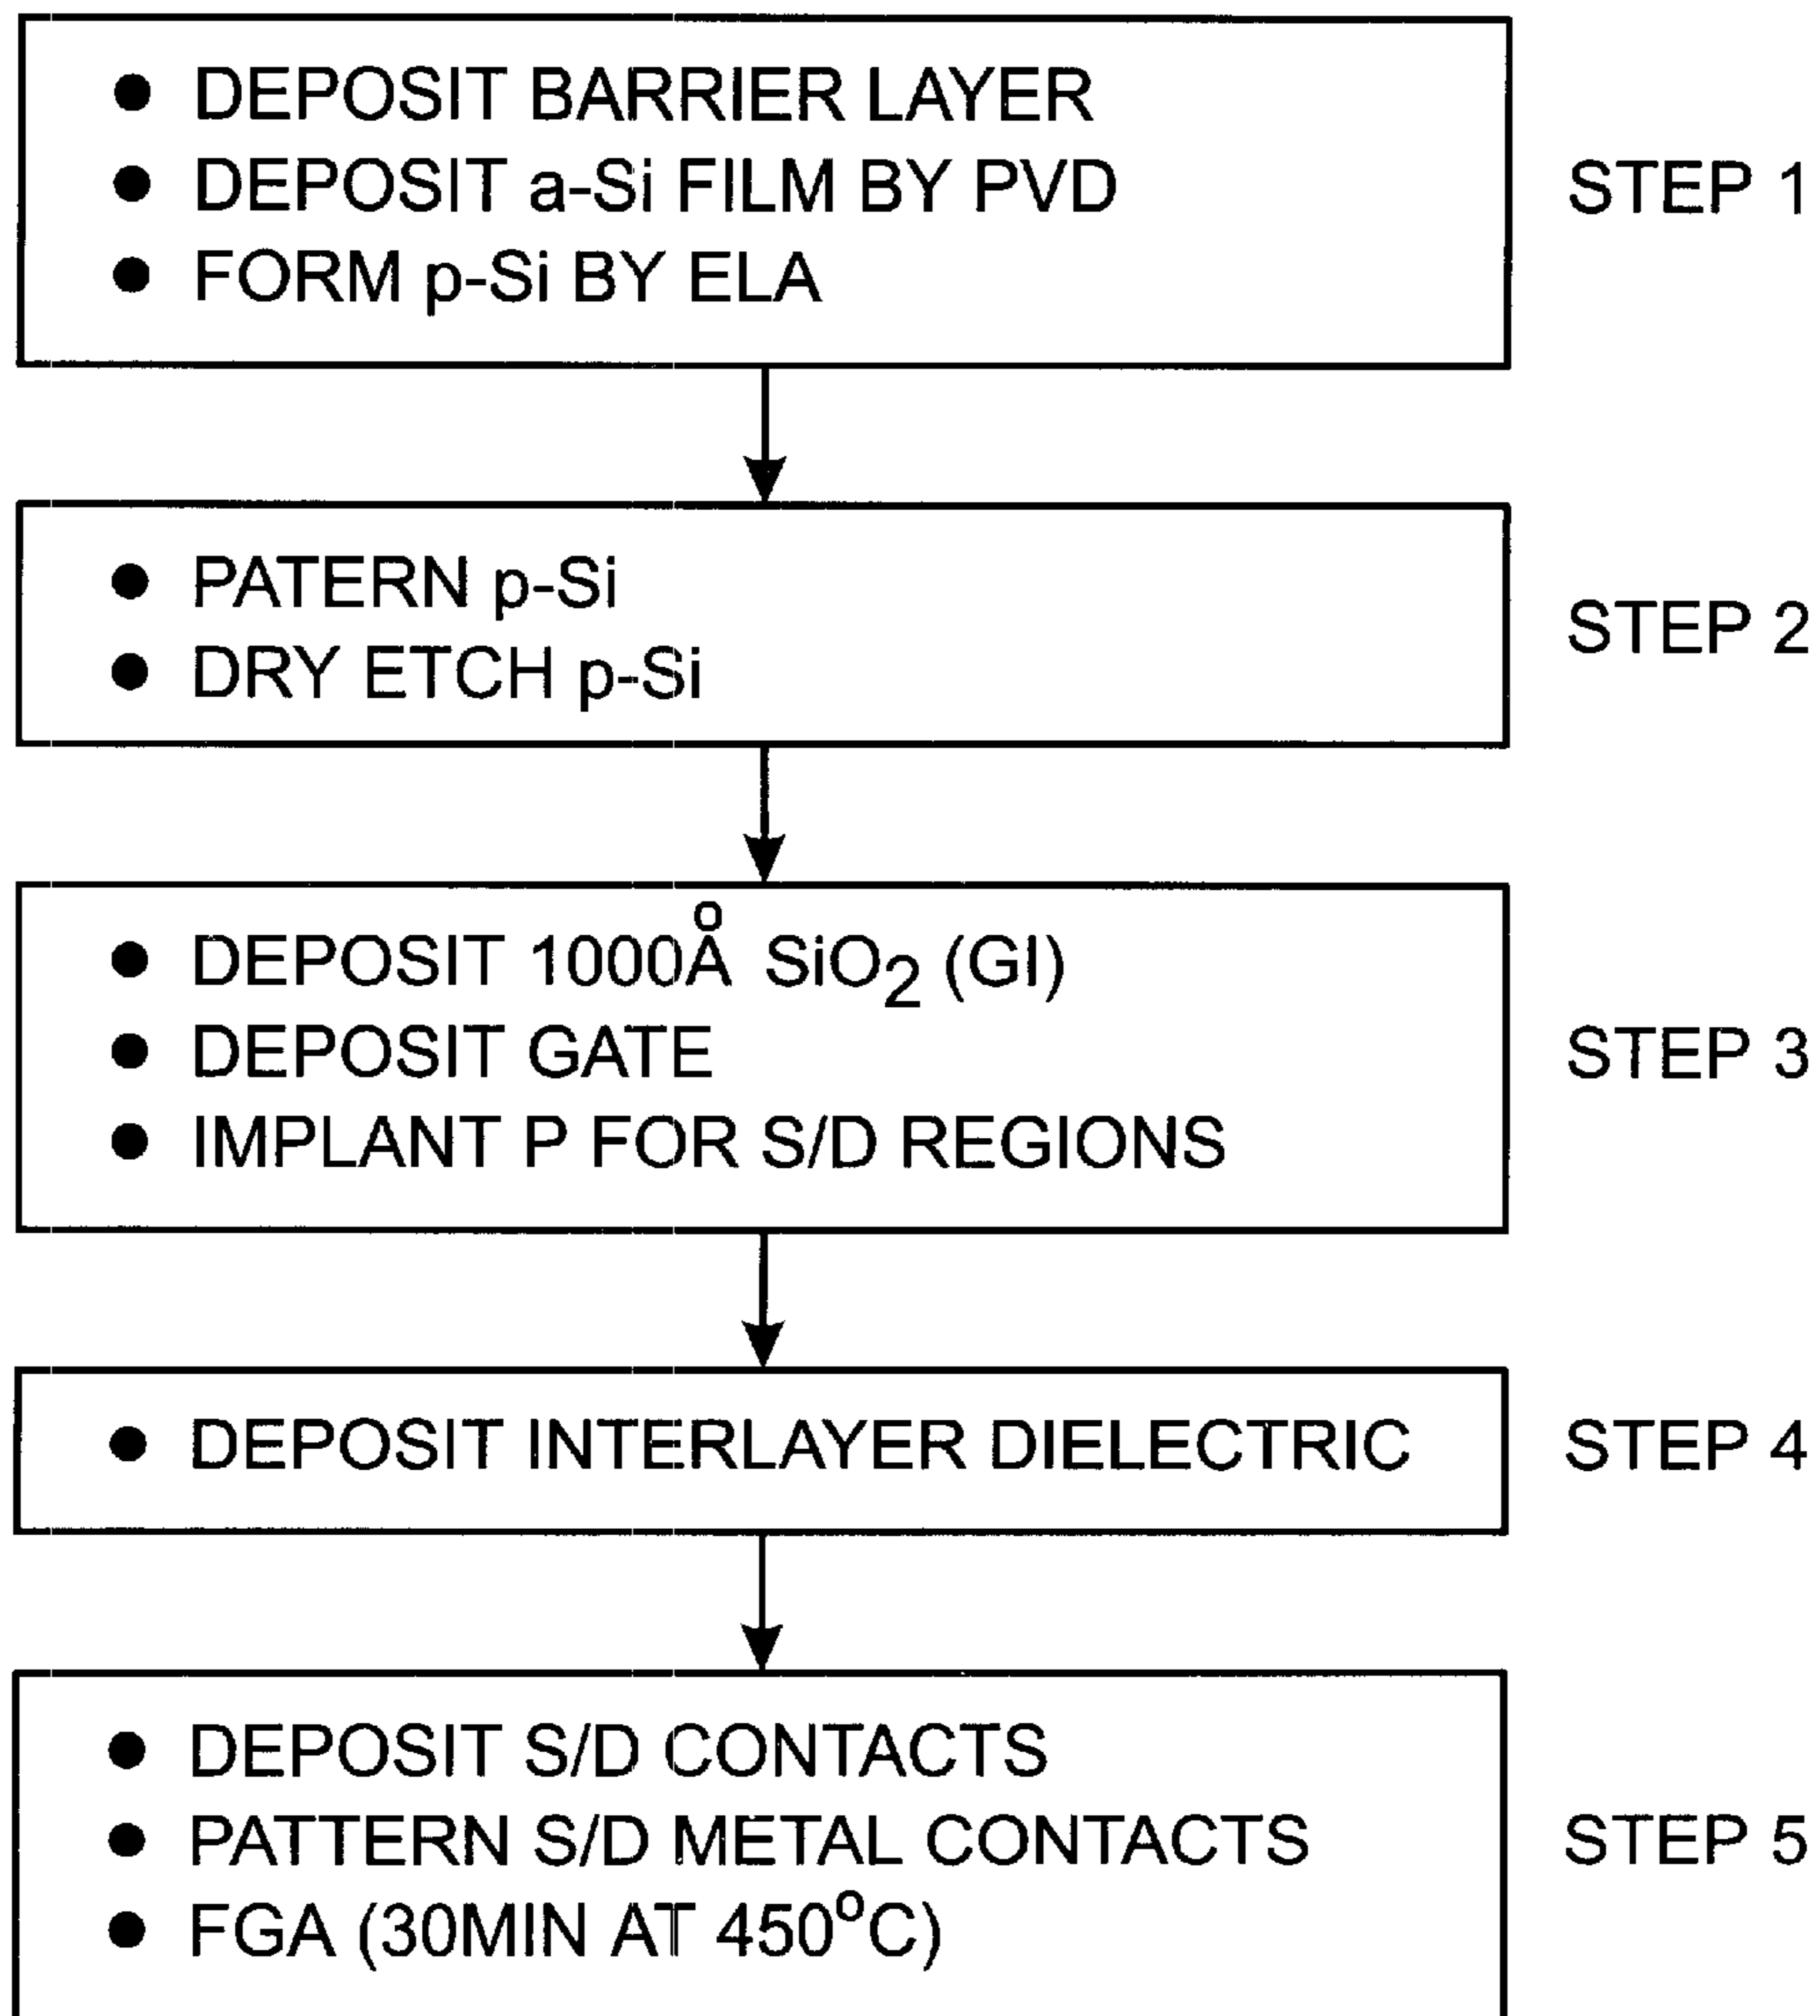 ● DEPOSIT BARRIER LAYER
● DEPOSIT a-Si FILM BY PVD
● FORM p-Si BY ELA
STEP 1
● PATERN p-Si
● DRY ETCH p-Si
STEP 2
● DEPOSIT 1000Å SiO₂ (GI)
● DEPOSIT GATE
● IMPLANT P FOR S/D REGIONS
STEP 3
● DEPOSIT INTERLAYER DIELECTRIC
STEP 4
● DEPOSIT S/D CONTACTS
● PATTERN S/D METAL CONTACTS
● FGA (30MIN AT 450°C)
STEP 5